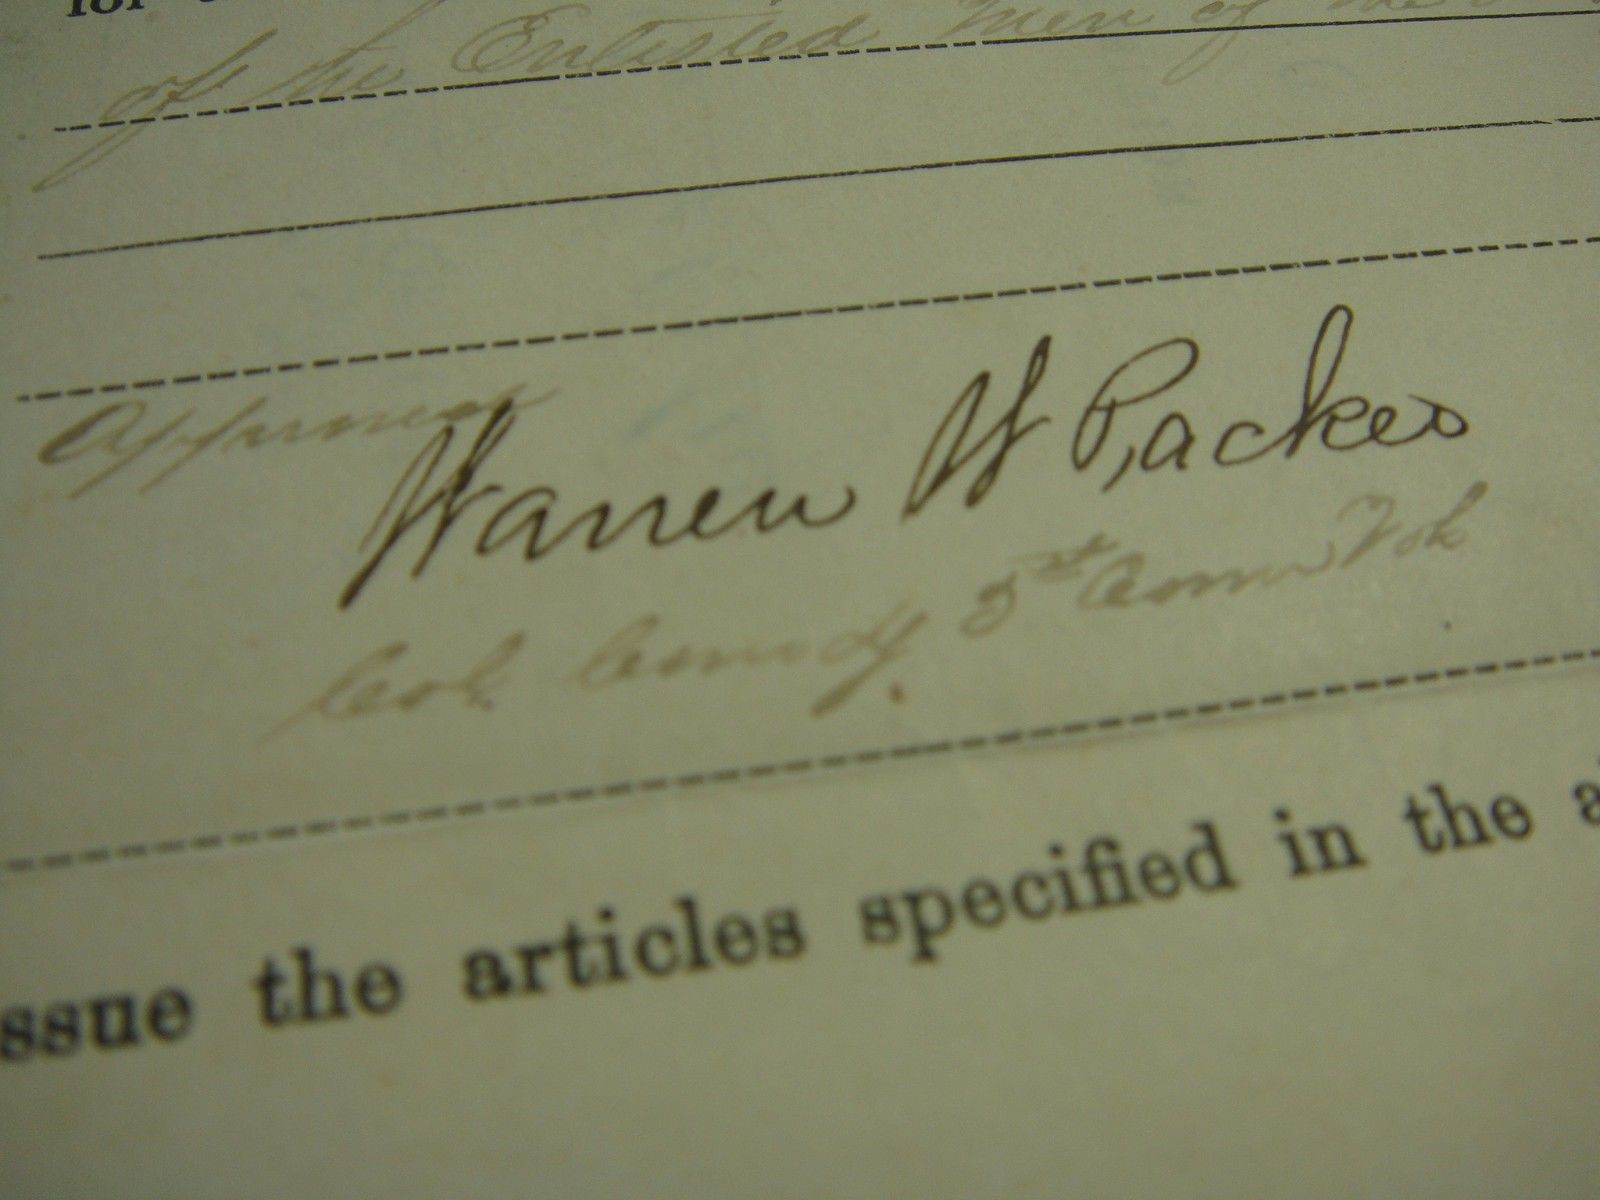 for
of the Enlisted Men of the
Approved
Warren W Packer
Col. Comdg 5th Conn Vols
ssue the articles specified in the a